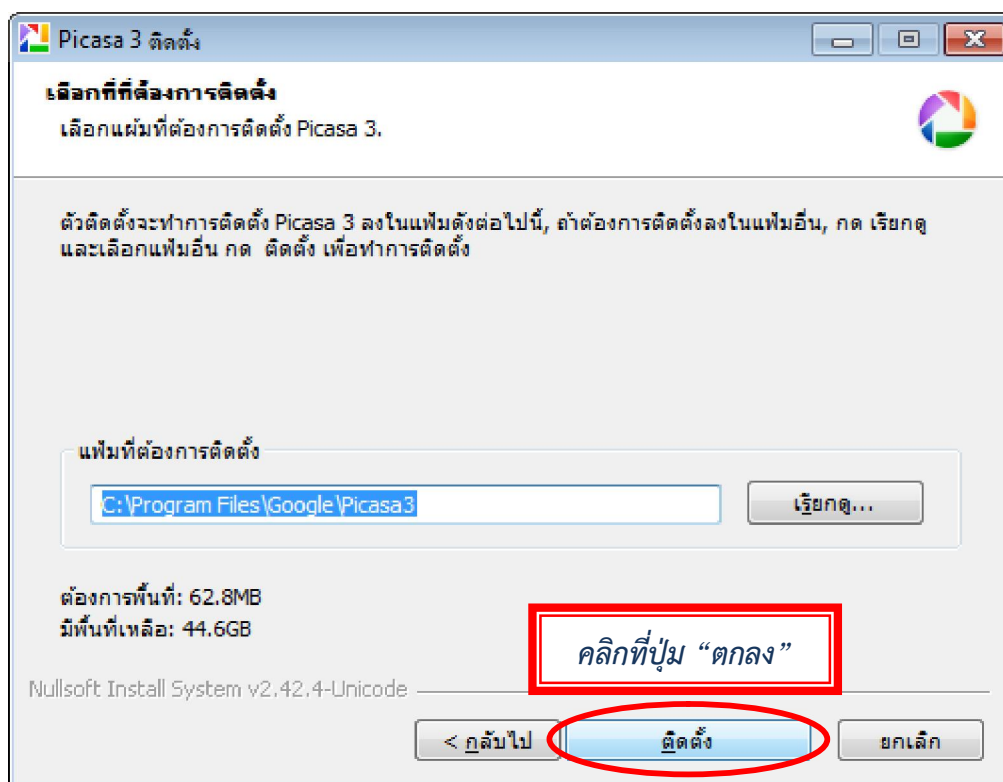 Picasa 3 ติดตั้ง
เลือกที่ที่ต้องการติดตั้ง
เลือกแฟ้มที่ต้องการติดตั้ง Picasa 3.
ตัวติดตั้งจะทำการติดตั้ง Picasa 3 ลงในแฟ้มดังต่อไปนี้, ถ้าต้องการติดตั้งลงในแฟ้มอื่น, กด เรียกดู
และเลือกแฟ้มอื่น กด ติดตั้ง เพื่อทำการติดตั้ง
แฟ้มที่ต้องการติดตั้ง
C:\Program Files\Google\Picasa3
เรียกดู...
ต้องการพื้นที่: 62.8MB
มีพื้นที่เหลือ: 44.6GB
คลิกที่ปุ่ม “ตกลง”
Nullsoft Install System v2.42.4-Unicode
< กลับไป
ติดตั้ง
ยกเลิก